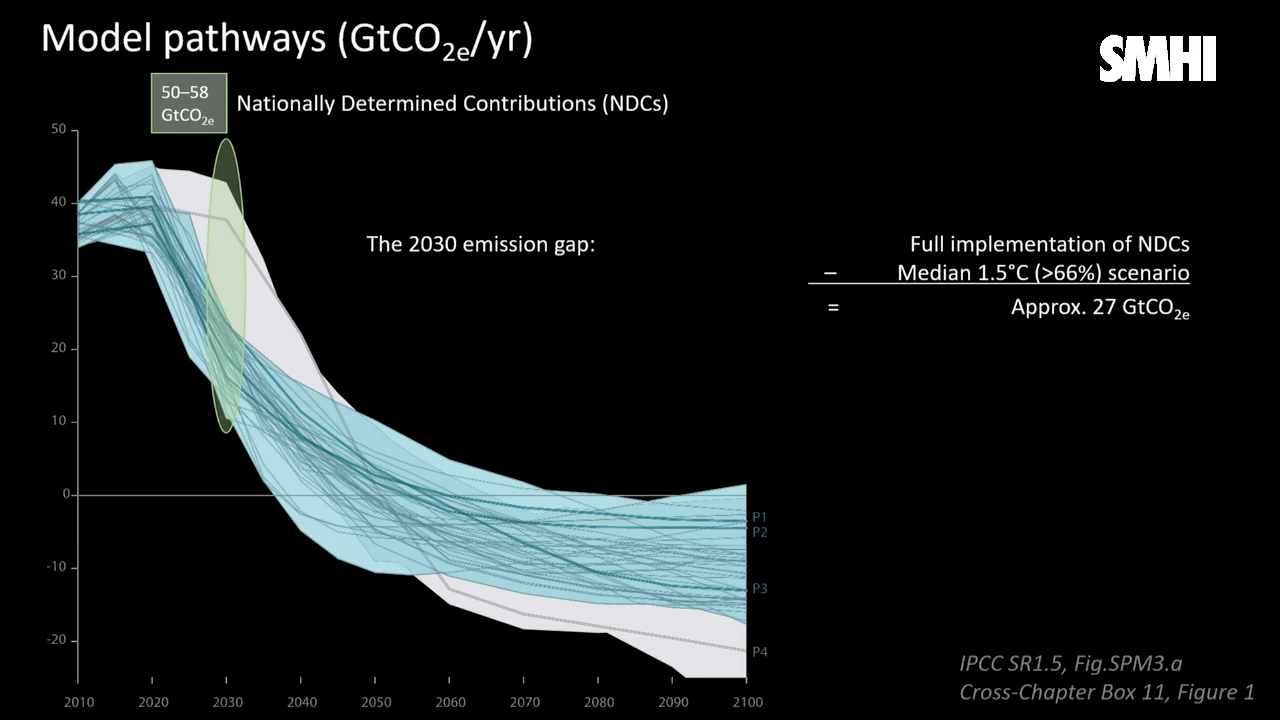 Model pathways (GtCO2e/yr)
SMHI
50–58
GtCO2e
Nationally Determined Contributions (NDCs)
50
40
30
20
10
0
-10
-20
The 2030 emission gap:
Full implementation of NDCs
– Median 1.5°C (>66%) scenario
= Approx. 27 GtCO2e
P1
P2
P3
P4
2010 2020 2030 2040 2050 2060 2070 2080 2090 2100
IPCC SR1.5, Fig.SPM3.a
Cross-Chapter Box 11, Figure 1